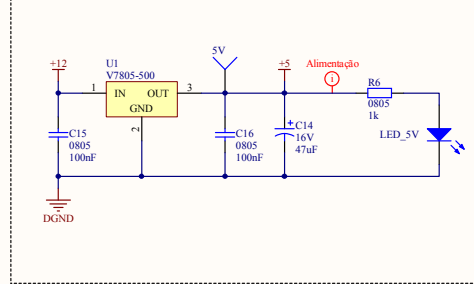 5V
U1
V7805-500
+12
+5
Alimentação
1
1
IN
OUT
3
GND
2
R6
0805
1k
C15
0805
100nF
C16
0805
100nF
+
C14
16V
47uF
LED_5V
DGND